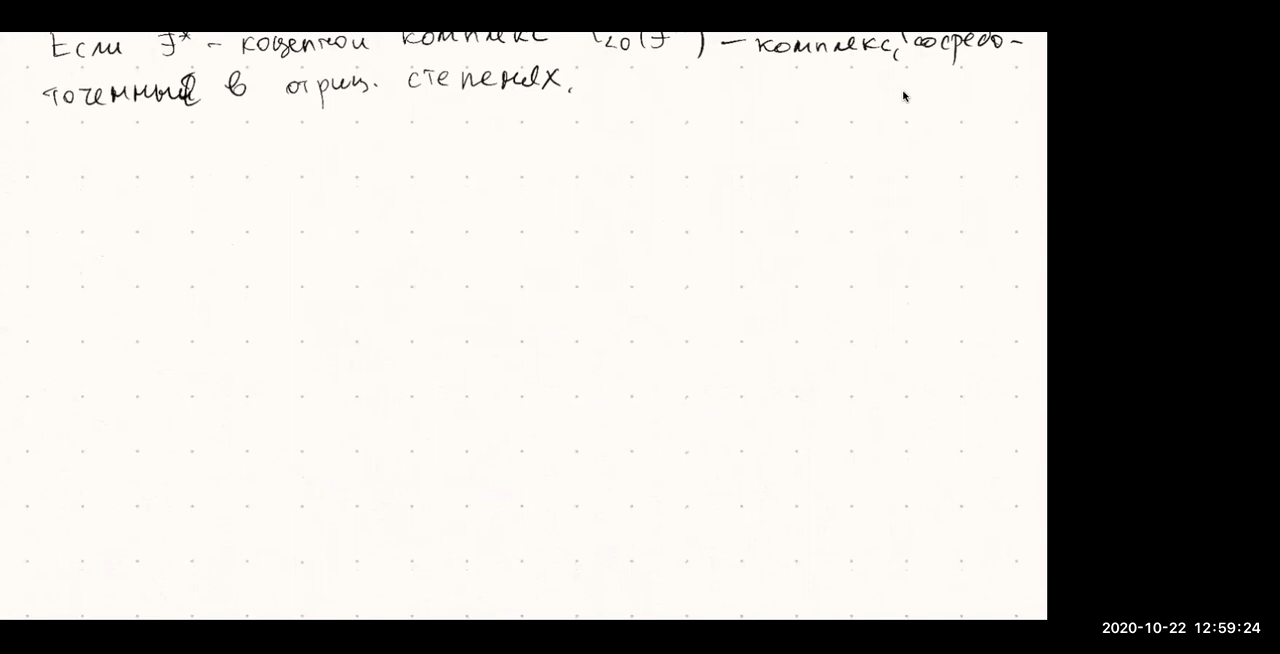 Если F* - коцепной комплекс τ≤0(F ) — комплекс, сосредо-
точенный в отриц. степенях.
2020-10-22 12:59:24